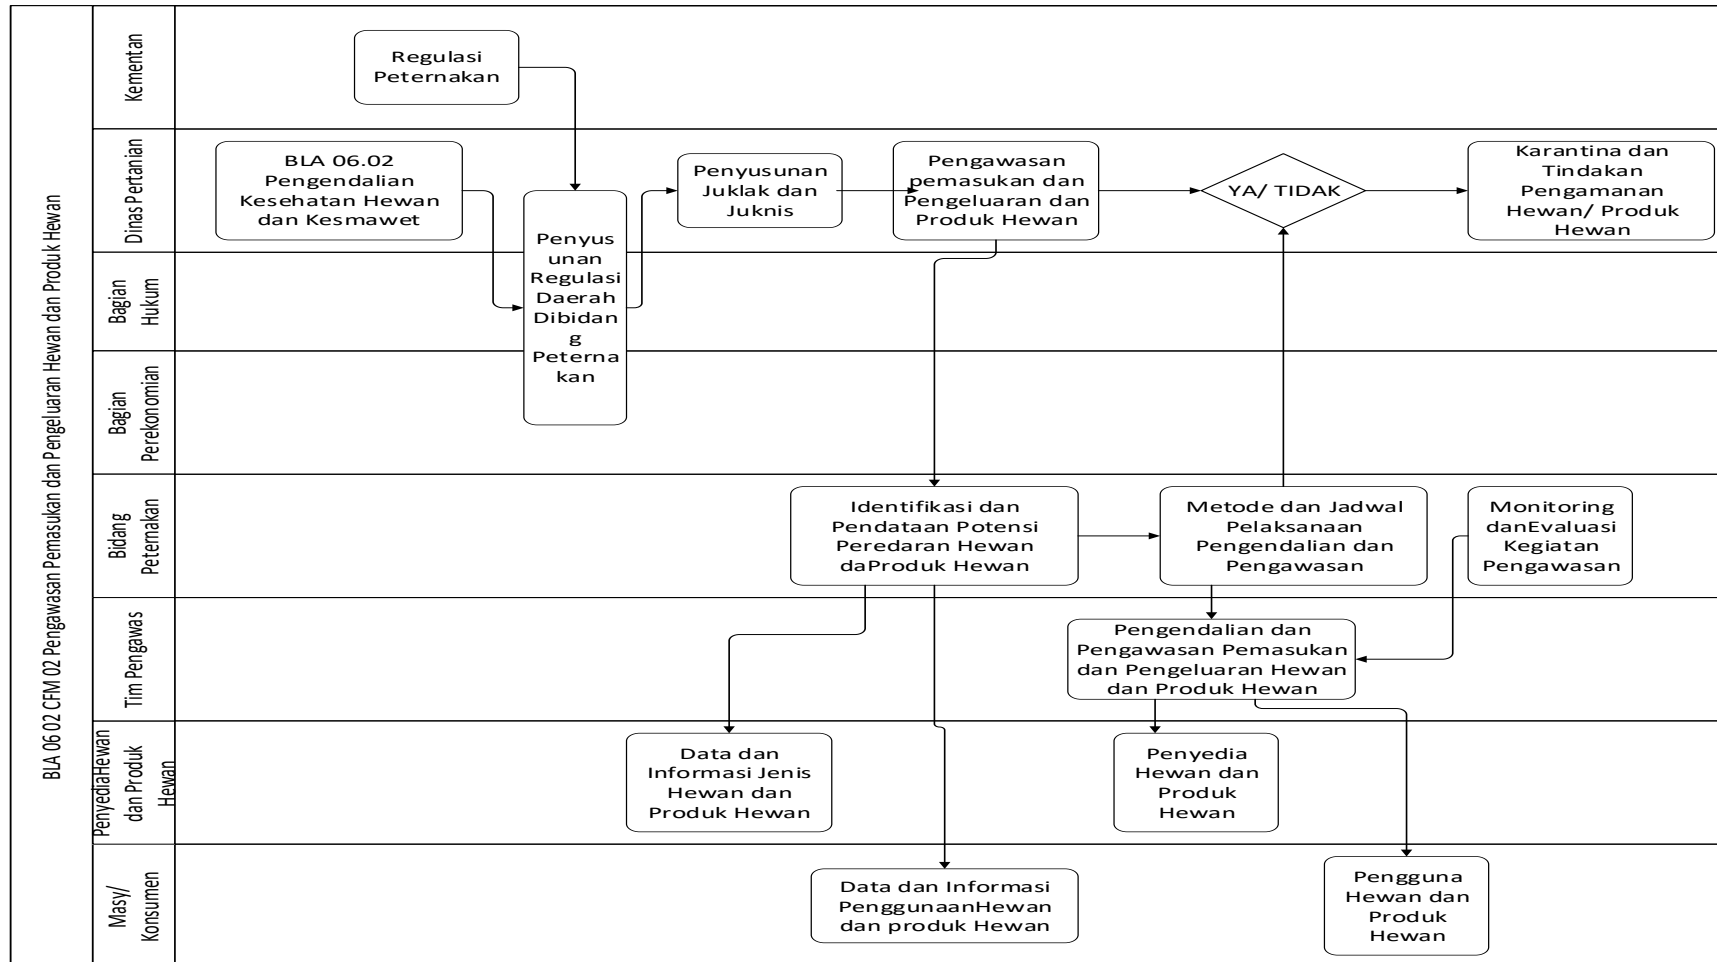 BLA 06 02 CFM 02 Pengawasan Pemasukan dan Pengeluaran Hewan dan Produk Hewan
Kementan
Regulasi
Peternakan
Dinas Pertanian
BLA 06.02
Pengendalian
Kesehatan Hewan
dan Kesmawet
Penyusunan
Juklak dan
Juknis
Pengawasan
pemasukan dan
Pengeluaran dan
Produk Hewan
YA/ TIDAK
Karantina dan
Tindakan
Pengamanan
Hewan/ Produk
Hewan
Penyus
unan
Regulasi
Daerah
Dibidan
g
Peterna
kan
Bagian
Hukum
Bagian
Perekonomian
Bidang
Peternakan
Identifikasi dan
Pendataan Potensi
Peredaran Hewan
daProduk Hewan
Metode dan Jadwal
Pelaksanaan
Pengendalian dan
Pengawasan
Monitoring
danEvaluasi
Kegiatan
Pengawasan
Tim Pengawas
Pengendalian dan
Pengawasan Pemasukan
dan Pengeluaran Hewan
dan Produk Hewan
PenyediaHewan
dan Produk
Hewan
Data dan
Informasi Jenis
Hewan dan
Produk Hewan
Penyedia
Hewan dan
Produk
Hewan
Masy/
Konsumen
Data dan Informasi
PenggunaanHewan
dan produk Hewan
Pengguna
Hewan dan
Produk
Hewan